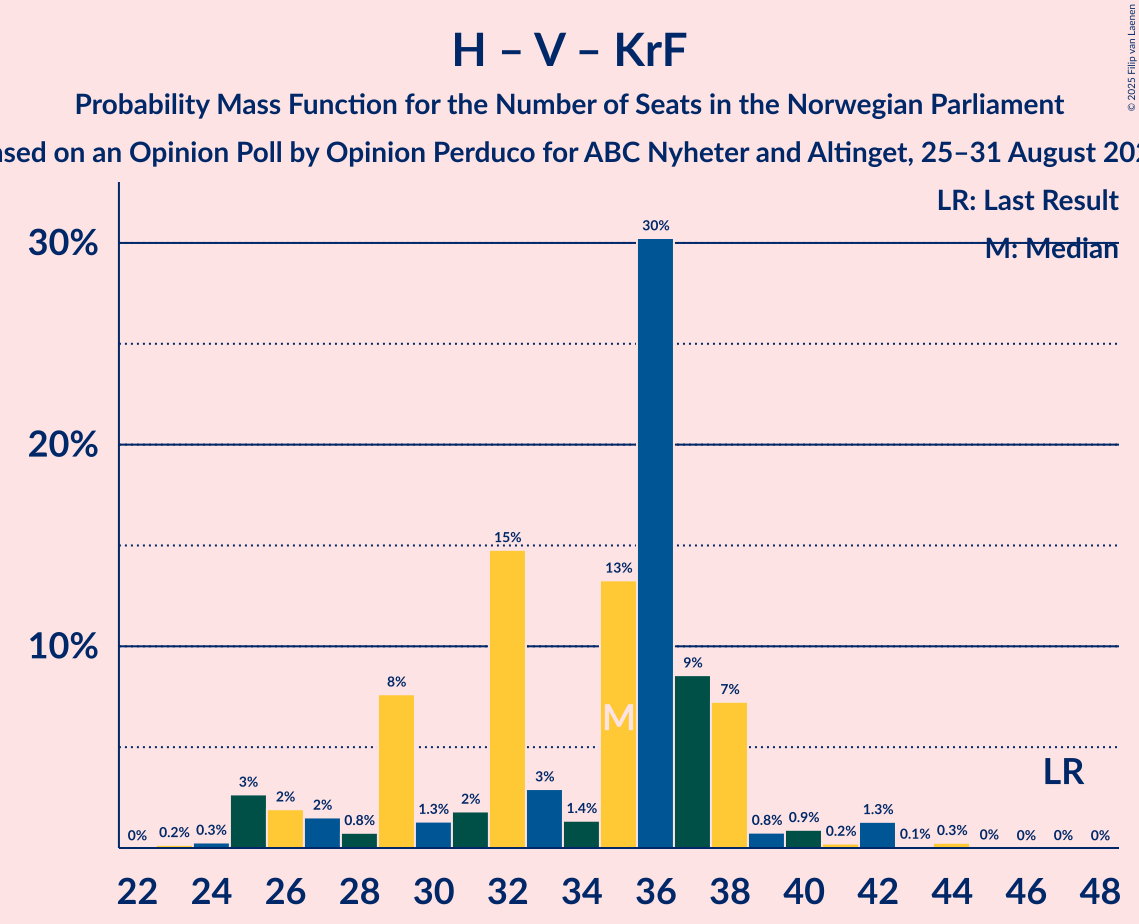 H – V – KrF
Probability Mass Function for the Number of Seats in the Norwegian Parliament
on an Opinion Poll by Opinion Perduco for ABC Nyheter and Altinget, 25–31 August
© 2025 Filip van Laenen
LR: Last Result
M: Median
30%
20%
10%
0% 0.2% 0.3% 3% 2% 2% 0.8% 8% 1.3% 2% 15% 3% 1.4% 13% 30% 9% 7% 0.8% 0.9% 0.2% 1.3% 0.1% 0.3% 0% 0% 0% 0%
M
LR
22 24 26 28 30 32 34 36 38 40 42 44 46 48